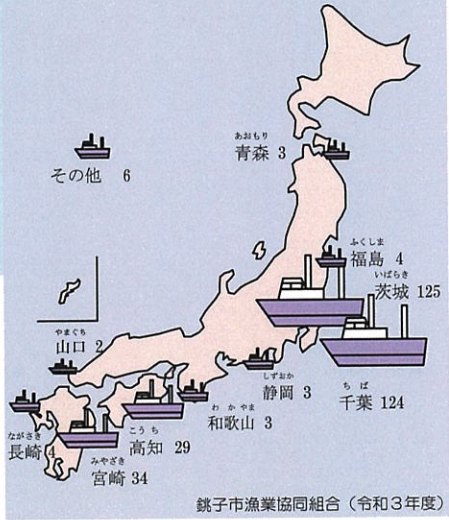 あおもり
青森 3
その他 6
ふくしま
福島 4
いばらき
茨城 125
やまぐち
山口 2
しずおか
静岡 3
ちば
千葉 124
わかやま
和歌山 3
こうち
高知 29
ながさき
長崎 4
みやざき
宮崎 34
銚子市漁業協同組合（令和３年度）